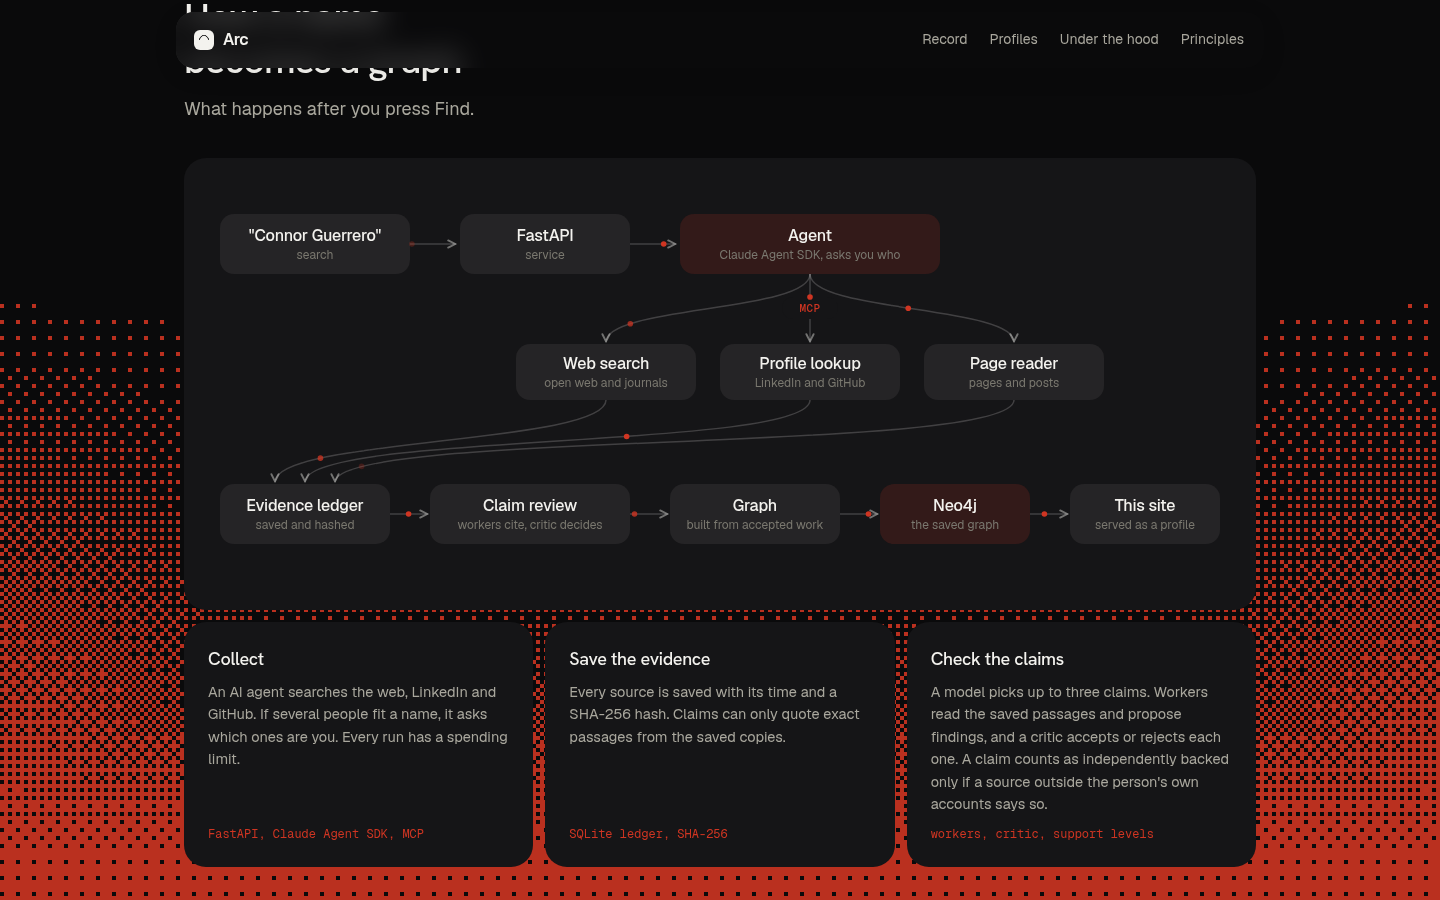 How a name
Arc
Record
Profiles
Under the hood
Principles
becomes a graph
What happens after you press Find.
"Connor Guerrero"
search
FastAPI
service
Agent
Claude Agent SDK, asks you who
MCP
Web search
open web and journals
Profile lookup
LinkedIn and GitHub
Page reader
pages and posts
Evidence ledger
saved and hashed
Claim review
workers cite, critic decides
Graph
built from accepted work
Neo4j
the saved graph
This site
served as a profile
Collect
An AI agent searches the web, LinkedIn and
GitHub. If several people fit a name, it asks
which ones are you. Every run has a spending
limit.
FastAPI, Claude Agent SDK, MCP
Save the evidence
Every source is saved with its time and a
SHA-256 hash. Claims can only quote exact
passages from the saved copies.
SQLite ledger, SHA-256
Check the claims
A model picks up to three claims. Workers
read the saved passages and propose
findings, and a critic accepts or rejects each
one. A claim counts as independently backed
only if a source outside the person's own
accounts says so.
workers, critic, support levels